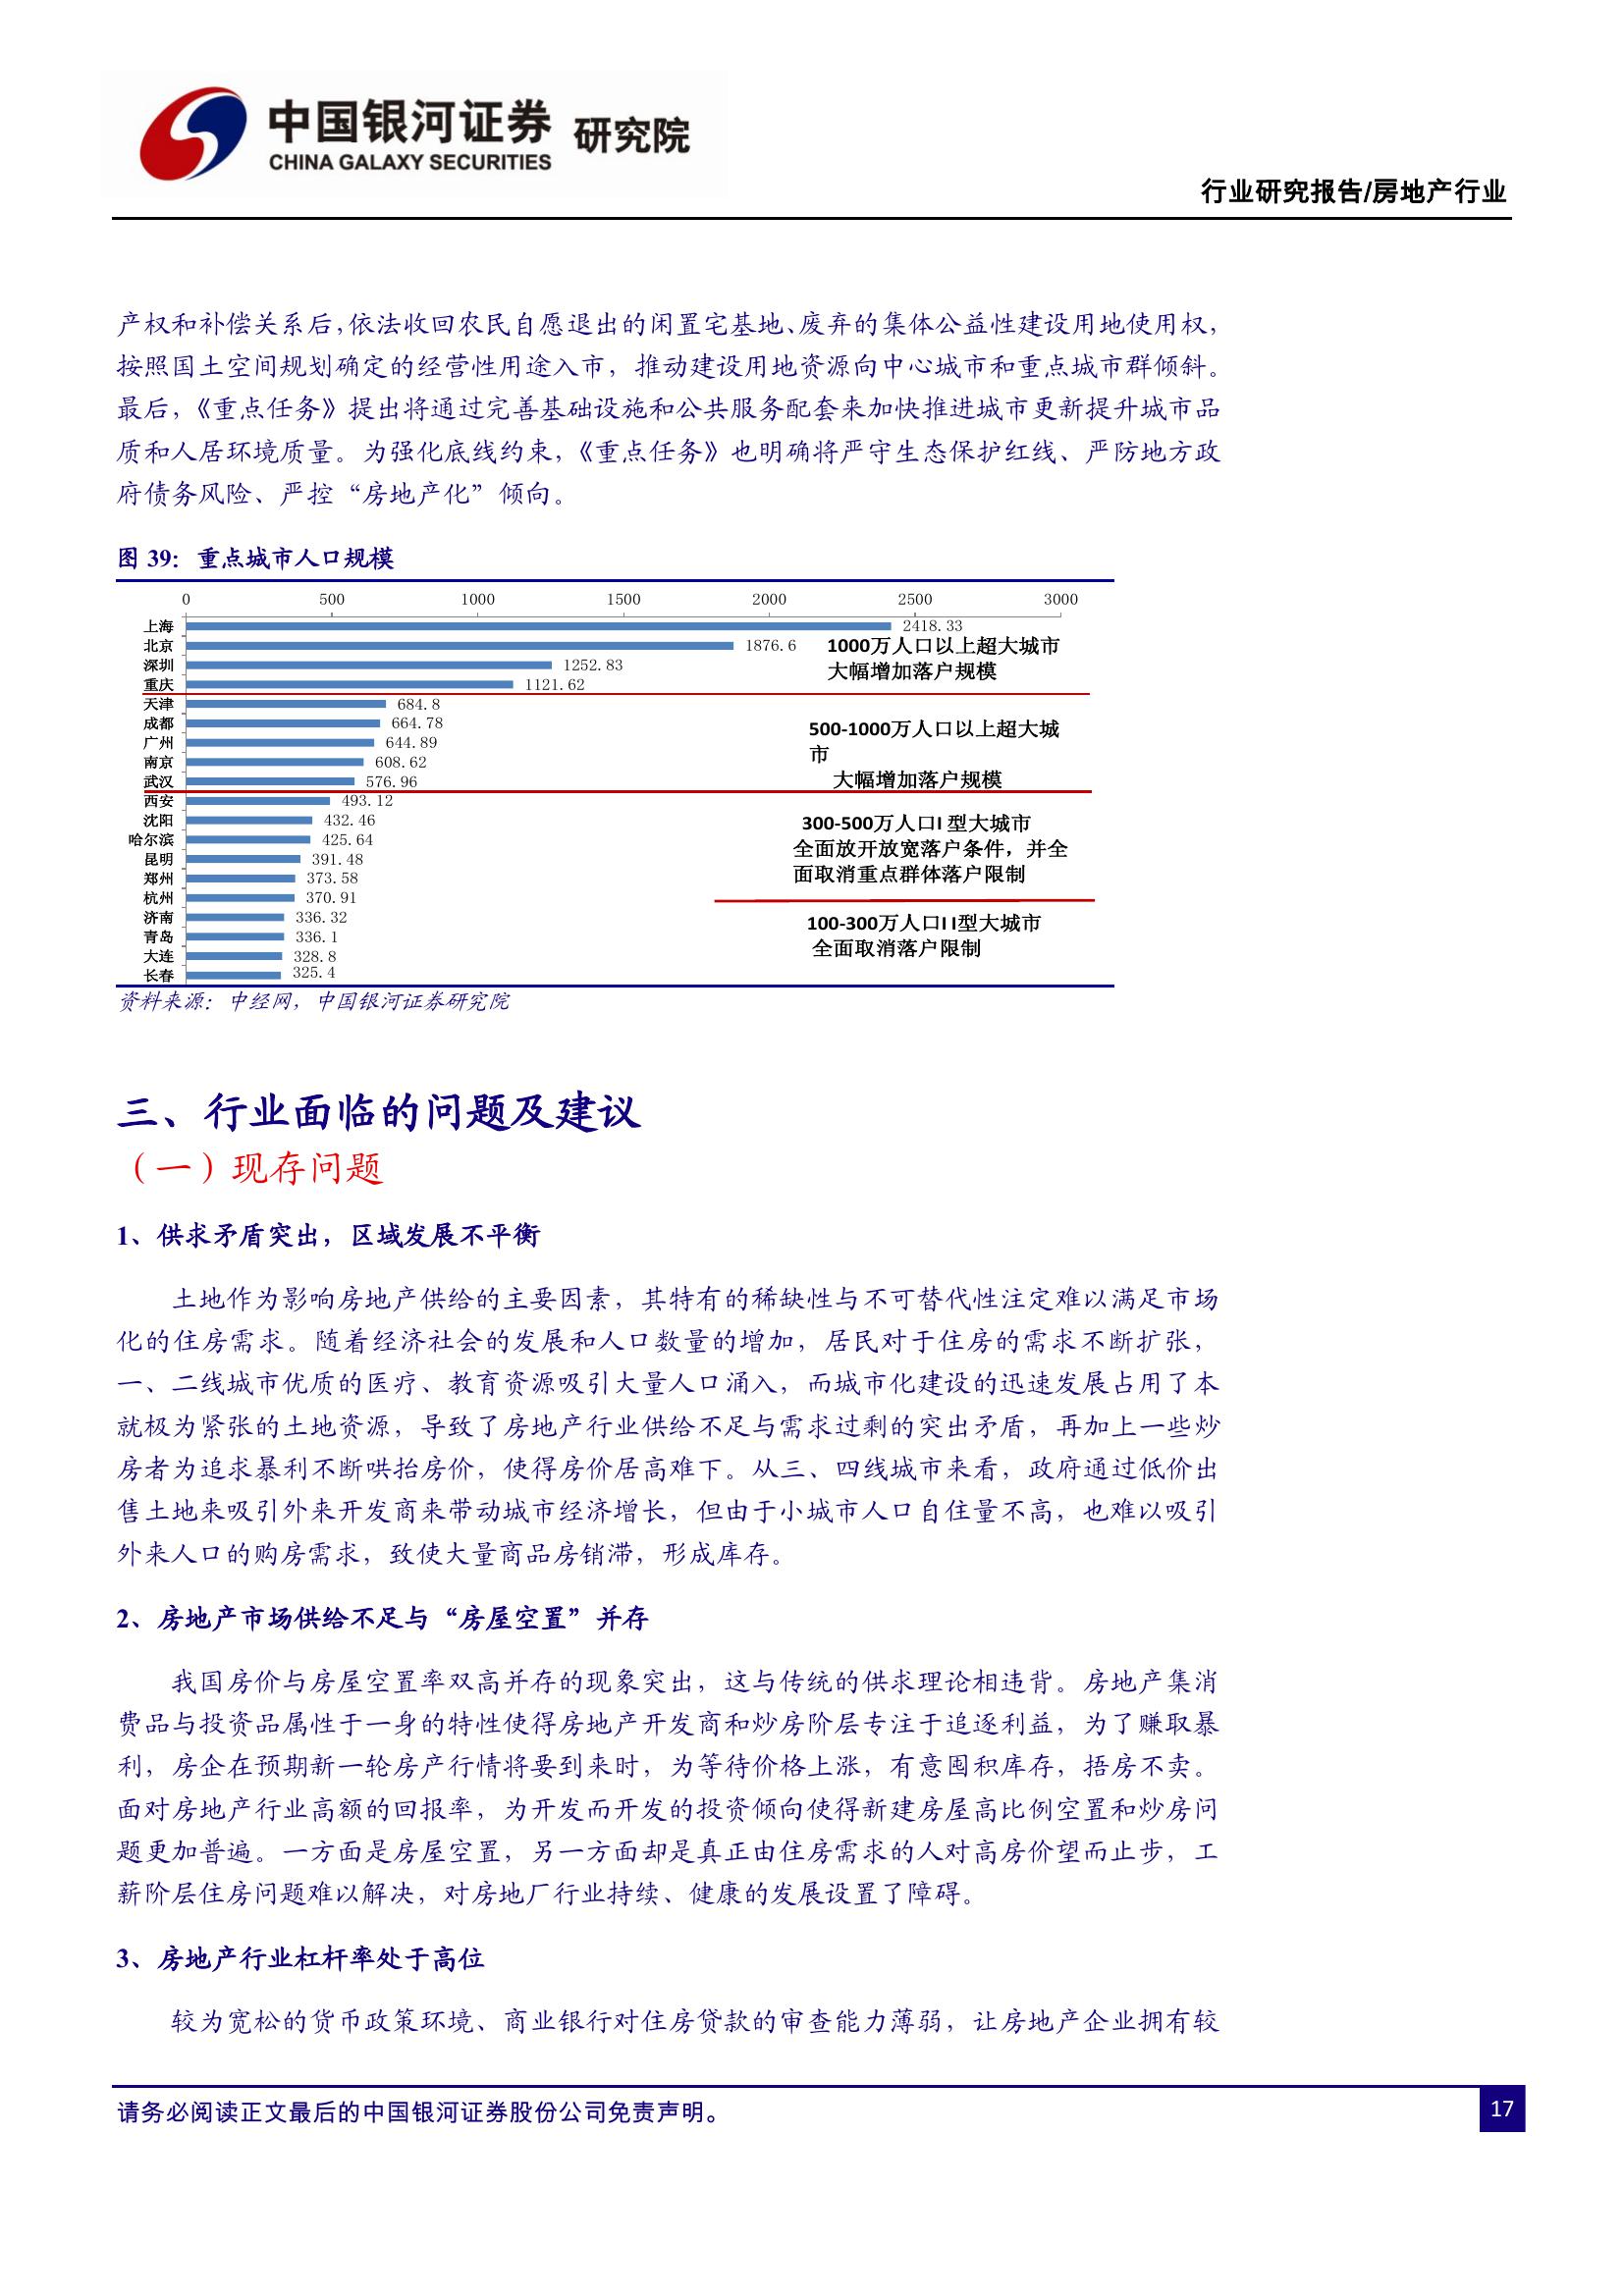 中国银河证券 研究院
CHINA GALAXY SECURITIES
行业研究报告/房地产行业
产权和补偿关系后，依法收回农民自愿退出的闲置宅基地、废弃的集体公益性建设用地使用权，
按照国土空间规划确定的经营性用途入市，推动建设用地资源向中心城市和重点城市群倾斜。
最后，《重点任务》提出将通过完善基础设施和公共服务配套来加快推进城市更新提升城市品
质和人居环境质量。为强化底线约束，《重点任务》也明确将严守生态保护红线、严防地方政
府债务风险、严控“房地产化”倾向。
图 39：重点城市人口规模
0 500 1000 1500 2000 2500 3000
上海 2418.33
北京 1876.6
深圳 1252.83
重庆 1121.62
1000万人口以上超大城市
大幅增加落户规模
天津 684.8
成都 664.78
广州 644.89
南京 608.62
武汉 576.96
500-1000万人口以上超大城
市
大幅增加落户规模
西安 493.12
沈阳 432.46
哈尔滨 425.64
昆明 391.48
郑州 373.58
杭州 370.91
济南 336.32
青岛 336.1
大连 328.8
长春 325.4
300-500万人口I 型大城市
全面放开放宽落户条件，并全
面取消重点群体落户限制
100-300万人口I I型大城市
全面取消落户限制
资料来源：中经网，中国银河证券研究院
三、行业面临的问题及建议
（一）现存问题
1、供求矛盾突出，区域发展不平衡
土地作为影响房地产供给的主要因素，其特有的稀缺性与不可替代性注定难以满足市场
化的住房需求。随着经济社会的发展和人口数量的增加，居民对于住房的需求不断扩张，
一、二线城市优质的医疗、教育资源吸引大量人口涌入，而城市化建设的迅速发展占用了本
就极为紧张的土地资源，导致了房地产行业供给不足与需求过剩的突出矛盾，再加上一些炒
房者为追求暴利不断哄抬房价，使得房价居高难下。从三、四线城市来看，政府通过低价出
售土地来吸引外来开发商来带动城市经济增长，但由于小城市人口自住量不高，也难以吸引
外来人口的购房需求，致使大量商品房销滞，形成库存。
2、房地产市场供给不足与“房屋空置”并存
我国房价与房屋空置率双高并存的现象突出，这与传统的供求理论相违背。房地产集消
费品与投资品属性于一身的特性使得房地产开发商和炒房阶层专注于追逐利益，为了赚取暴
利，房企在预期新一轮房产行情将要到来时，为等待价格上涨，有意囤积库存，捂房不卖。
面对房地产行业高额的回报率，为开发而开发的投资倾向使得新建房屋高比例空置和炒房问
题更加普遍。一方面是房屋空置，另一方面却是真正由住房需求的人对高房价望而止步，工
薪阶层住房问题难以解决，对房地厂行业持续、健康的发展设置了障碍。
3、房地产行业杠杆率处于高位
较为宽松的货币政策环境、商业银行对住房贷款的审查能力薄弱，让房地产企业拥有较
请务必阅读正文最后的中国银河证券股份公司免责声明。
17